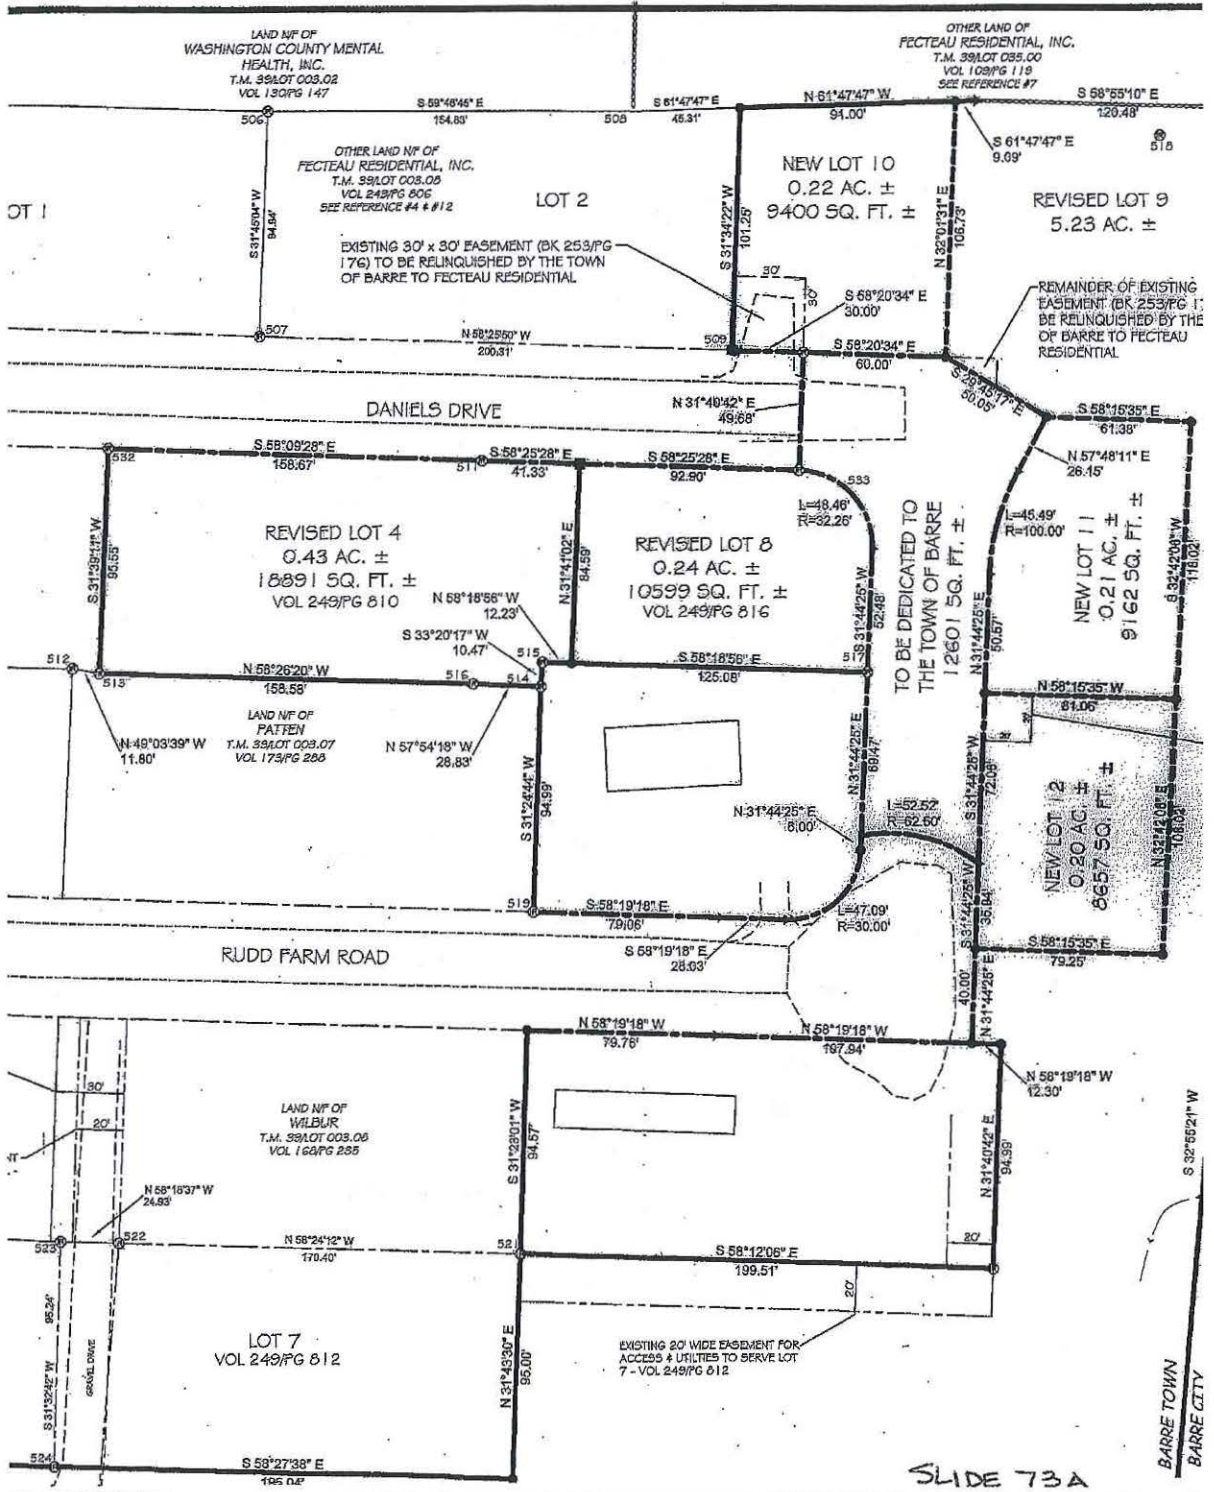 LAND N/F OF
WASHINGTON COUNTY MENTAL
HEALTH, INC.
T.M. 39/LOT 003.02
VOL 130/PG 147
OTHER LAND OF
FECTEAU RESIDENTIAL, INC.
T.M. 39/LOT 035.00
VOL 109/PG 119
SEE REFERENCE #7
506
S 59°46'45" E
154.83'
508
S 61°47'47" E
45.31'
N 61°47'47" W
91.00'
S 58°55'10" E
120.48'
S 61°47'47" E
9.09'
518
OTHER LAND N/F OF
FECTEAU RESIDENTIAL, INC.
T.M. 39/LOT 003.05
VOL 249/PG 806
SEE REFERENCE #4 & #12
OT 1
S 31°45'04" W
94.94'
LOT 2
S 31°34'22" W
101.25'
NEW LOT 10
0.22 AC. ±
9400 SQ. FT. ±
N 32°01'31" E
106.73'
REVISED LOT 9
5.23 AC. ±
EXISTING 30' x 30' EASEMENT (BK 253/PG
176) TO BE RELINQUISHED BY THE TOWN
OF BARRE TO FECTEAU RESIDENTIAL
30'
30'
S 58°20'34" E
30.00'
REMAINDER OF EXISTING
EASEMENT (BK 253/PG 1
BE RELINQUISHED BY THE
OF BARRE TO FECTEAU
RESIDENTIAL
507
N 58°25'50" W
200.31'
509
S 58°20'34" E
60.00'
S 29°45'17" E
50.05'
DANIELS DRIVE
N 31°40'42" E
49.68'
S 58°15'35" E
61.38'
532
S 58°09'28" E
158.67'
511
S 58°25'28" E
41.33'
S 58°25'28" E
92.90'
533
N 57°48'11" E
26.15'
L=48.46'
R=32.26'
L=45.49'
R=100.00'
S 31°39'11" W
95.55'
REVISED LOT 4
0.43 AC. ±
18891 SQ. FT. ±
VOL 249/PG 810
N 31°41'02" E
84.59'
REVISED LOT 8
0.24 AC. ±
10599 SQ. FT. ±
VOL 249/PG 816
S 31°44'25" W
52.48'
TO BE DEDICATED TO
THE TOWN OF BARRE
12601 SQ. FT. ±
N 31°44'25" E
50.57'
NEW LOT 11
0.21 AC. ±
9162 SQ. FT. ±
S 32°42'08" W
118.02'
N 58°18'56" W
12.23'
S 33°20'17" W
10.47'
512
513
N 58°26'20" W
158.58'
516
514
515
S 58°18'56" E
125.08'
517
N 58°15'35" W
81.06'
N 49°03'39" W
11.80'
LAND N/F OF
PATTEN
T.M. 39/LOT 003.07
VOL 173/PG 288
N 57°54'18" W
28.83'
S 31°24'44" W
94.99'
N 31°44'25" E
69.47'
S 31°44'25" W
72.06'
N 31°44'25" E
8.00'
L=52.52'
R=62.50'
NEW LOT 12
0.20 AC. ±
8657 SQ. FT. ±
N 32°42'08" E
108.02'
519
S 58°19'18" E
79.06'
L=47.09'
R=30.00'
S 31°44'25" W
35.94'
RUDD FARM ROAD
S 58°19'18" E
28.03'
S 58°15'35" E
79.25'
40.00'
N 31°44'25" E
N 58°19'18" W
79.76'
N 58°19'18" W
107.94'
N 58°19'18" W
12.30'
30'
20'
LAND N/F OF
WILBUR
T.M. 39/LOT 003.06
VOL 168/PG 285
S 31°28'01" W
94.57'
N 31°40'42" E
94.99'
S 32°55'21" W
N 58°18'37" W
24.93'
523
522
N 58°24'12" W
170.40'
521
S 58°12'06" E
199.51'
20'
20'
S 31°32'42" W
95.24'
GRAVEL DRIVE
LOT 7
VOL 249/PG 812
N 31°43'30" E
95.00'
EXISTING 20' WIDE EASEMENT FOR
ACCESS & UTILITIES TO SERVE LOT
7 - VOL 249/PG 812
524
S 58°27'38" E
195.04'
SLIDE 73A
BARRE TOWN
BARRE CITY